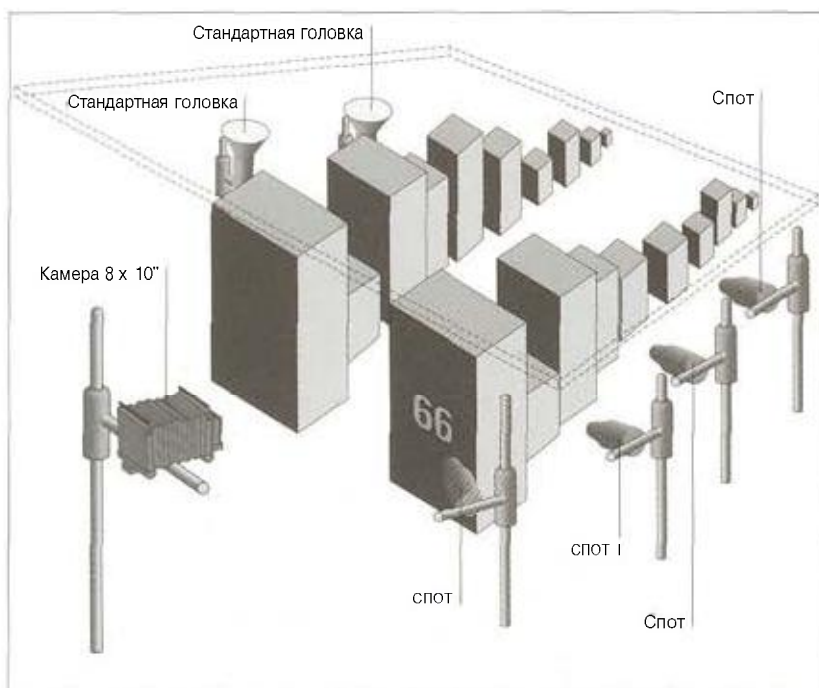 Стандартная головка
Стандартная головка
Спот
Камера 8 x 10"
66
спот I
спот
Спот